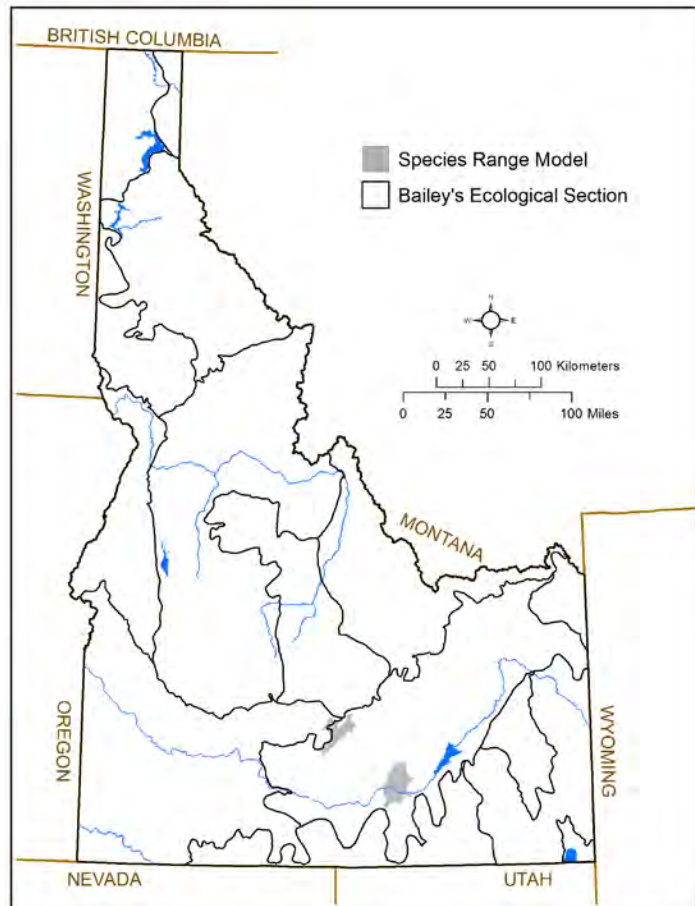 BRITISH COLUMBIA
WASHINGTON
Species Range Model
Bailey's Ecological Section
N
W E
S
0 25 50 100 Kilometers
0 25 50 100 Miles
MONTANA
OREGON
WYOMING
NEVADA
UTAH